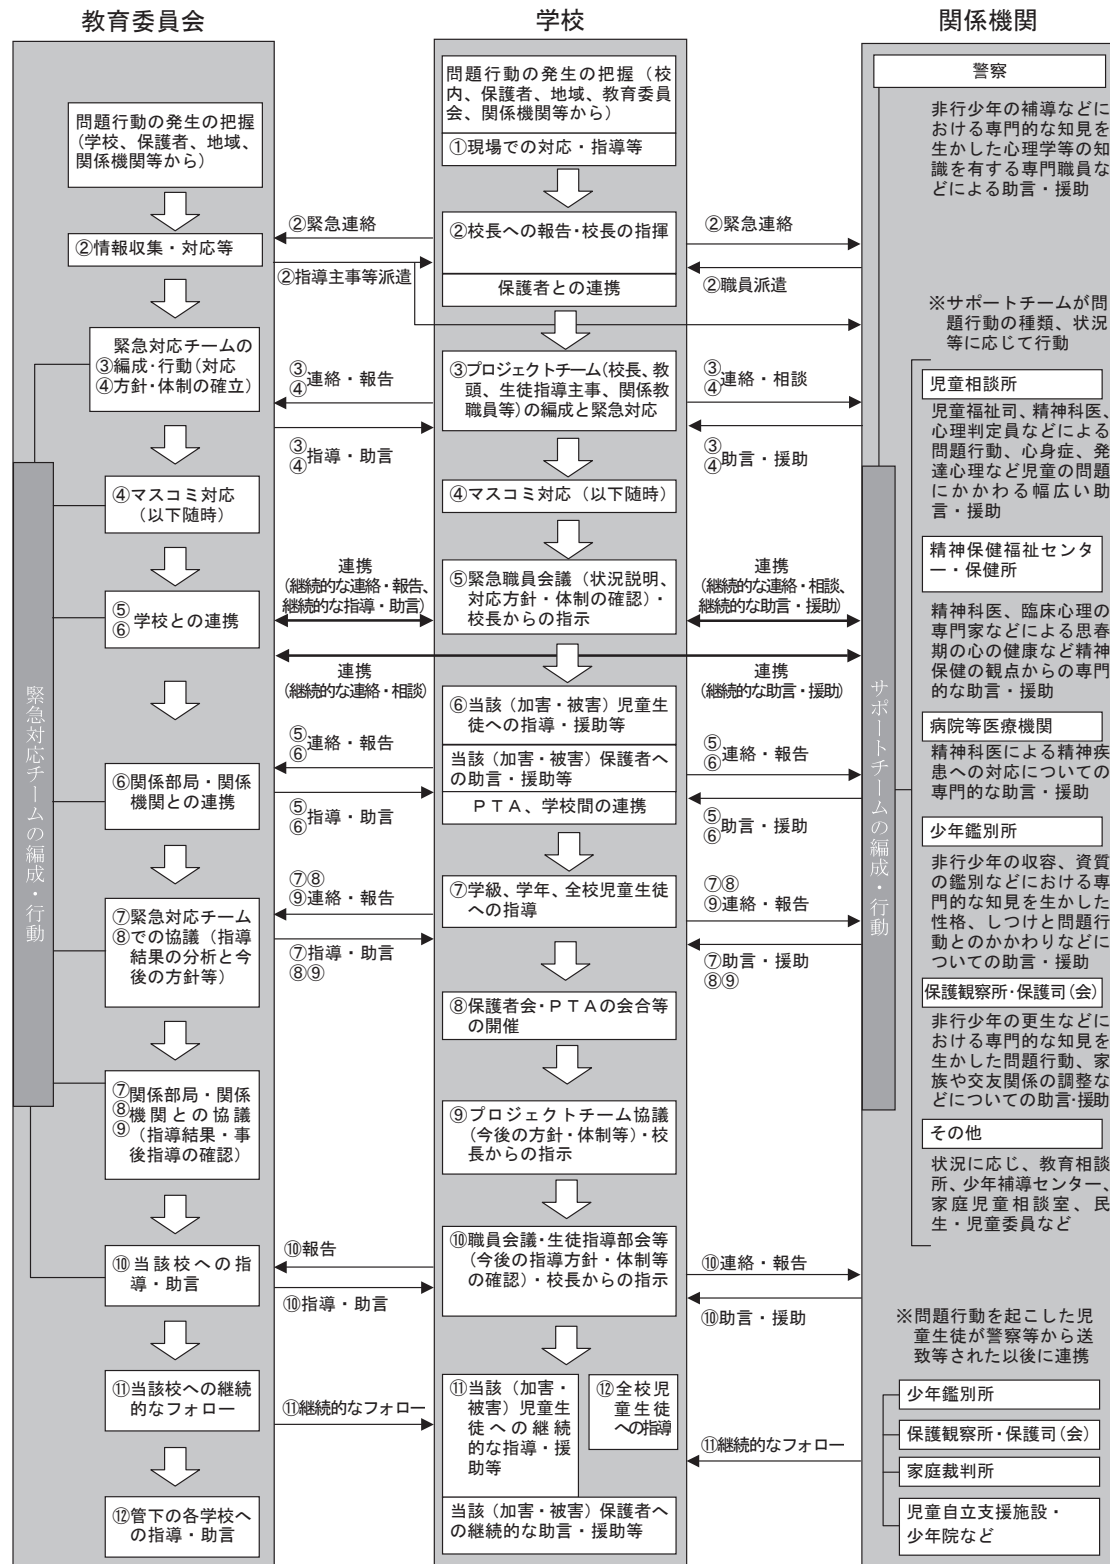 教育委員会
問題行動の発生の把握
(学校、保護者、地域、
関係機関等から)
②情報収集・対応等
緊急対応チームの
③編成・行動(対応
④方針・体制の確立)
④マスコミ対応
(以下随時)
⑤
⑥学校との連携
⑥関係部局・関係
機関との連携
⑦緊急対応チーム
⑧での協議(指導
結果の分析と今
後の方針等)
⑦関係部局・関係
⑧機関との協議
⑨(指導結果・事
後指導の確認)
⑩当該校への指
導・助言
⑪当該校への継続
的なフォロー
⑫管下の各学校へ
の指導・助言
緊急対応チームの編成・行動
②緊急連絡
②指導主事等派遣
③
④連絡・報告
③
④指導・助言
連携
(継続的な連絡・報告、
継続的な指導・助言)
連携
(継続的な連絡・相談)
⑤
⑥連絡・報告
⑤
⑥指導・助言
⑦⑧
⑨連絡・報告
⑦指導・助言
⑧⑨
⑩報告
⑩指導・助言
⑪継続的なフォロー
学校
問題行動の発生の把握(校
内、保護者、地域、教育委員
会、関係機関等から)
①現場での対応・指導等
②校長への報告・校長の指揮
保護者との連携
③プロジェクトチーム(校長、教
頭、生徒指導主事、関係教
職員等)の編成と緊急対応
④マスコミ対応(以下随時)
⑤緊急職員会議(状況説明、
対応方針・体制の確認)・
校長からの指示
⑥当該(加害・被害)児童生
徒への指導・援助等
当該(加害・被害)保護者へ
の助言・援助等
PTA、学校間の連携
⑦学級、学年、全校児童生徒
への指導
⑧保護者会・PTAの会合等
の開催
⑨プロジェクトチーム協議
(今後の方針・体制等)・校
長からの指示
⑩職員会議・生徒指導部会等
(今後の指導方針・体制等
の確認)・校長からの指示
⑪当該(加害・
被害)児童生
徒への継続
的な指導・援
助等
⑫全校児
童生徒
への指導
当該(加害・被害)保護者へ
の継続的な助言・援助等
②緊急連絡
②職員派遣
③
④連絡・相談
③
④助言・援助
連携
(継続的な連絡・相談、
継続的な助言・援助)
連携
(継続的な助言・援助)
⑤
⑥連絡・報告
⑤
⑥助言・援助
⑦⑧
⑨連絡・報告
⑦助言・援助
⑧⑨
⑩連絡・報告
⑩助言・援助
⑪継続的なフォロー
関係機関
警察
非行少年の補導などに
おける専門的な知見を
生かした心理学等の知
識を有する専門職員な
どによる助言・援助
※サポートチームが問
題行動の種類、状況
等に応じて行動
児童相談所
児童福祉司、精神科医、
心理判定員などによる
問題行動、心身症、発
達心理など児童の問題
にかかわる幅広い助
言・援助
精神保健福祉センタ
ー・保健所
精神科医、臨床心理の
専門家などによる思春
期の心の健康など精神
保健の観点からの専門
的な助言・援助
病院等医療機関
精神科医による精神疾
患への対応についての
専門的な助言・援助
少年鑑別所
非行少年の収容、資質
の鑑別などにおける専
門的な知見を生かした
性格、しつけと問題行
動とのかかわりなどに
ついての助言・援助
保護観察所・保護司(会)
非行少年の更生などに
おける専門的な知見を
生かした問題行動、家
族や交友関係の調整な
どについての助言・援助
その他
状況に応じ、教育相談
所、少年補導センター、
家庭児童相談室、民
生・児童委員など
サポートチームの編成・行動
※問題行動を起こした児
童生徒が警察等から送
致等された以後に連携
少年鑑別所
保護観察所・保護司(会)
家庭裁判所
児童自立支援施設・
少年院など